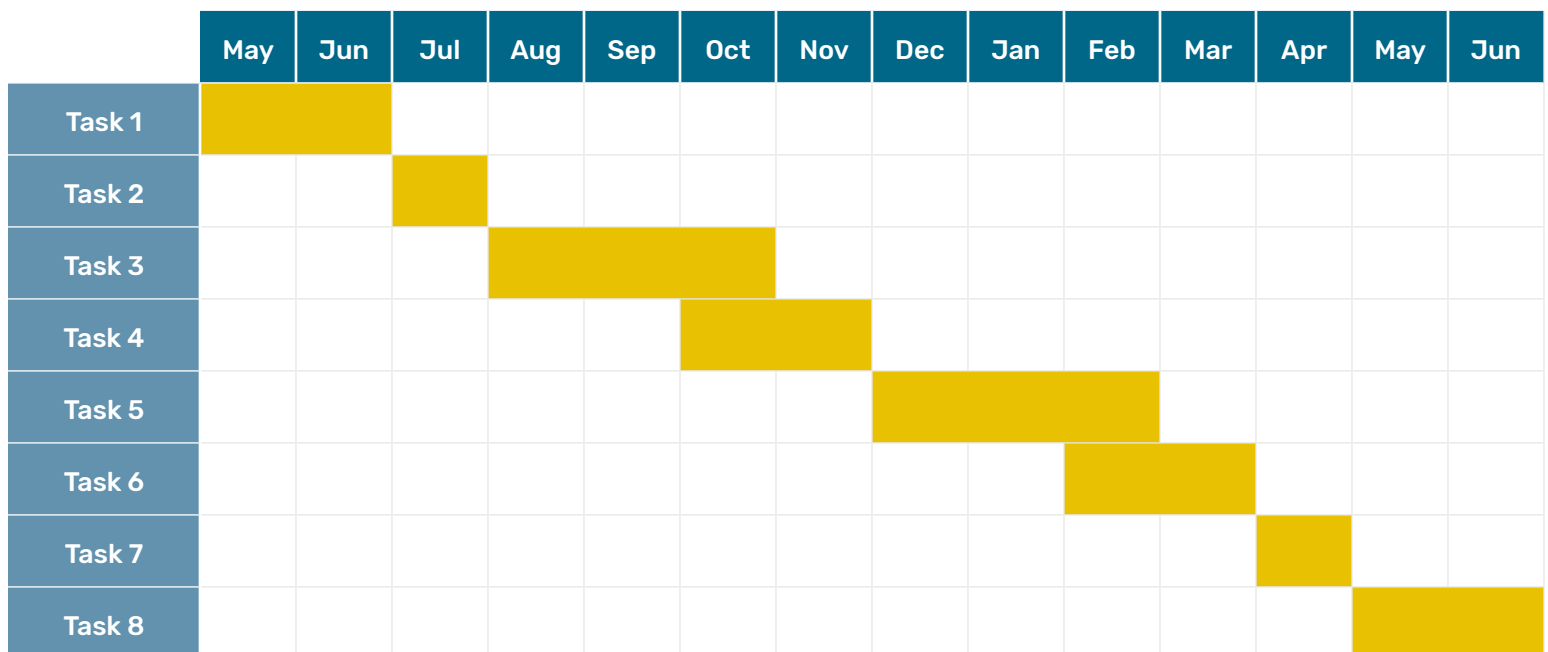 May Jun Jul Aug Sep Oct Nov Dec Jan Feb Mar Apr May Jun
Task 1
Task 2
Task 3
Task 4
Task 5
Task 6
Task 7
Task 8